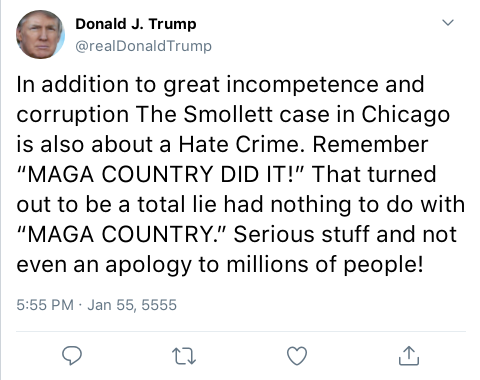 Donald J. Trump
@realDonaldTrump
In addition to great incompetence and
corruption The Smollett case in Chicago
is also about a Hate Crime. Remember
“MAGA COUNTRY DID IT!” That turned
out to be a total lie had nothing to do with
“MAGA COUNTRY.” Serious stuff and not
even an apology to millions of people!
5:55 PM · Jan 55, 5555